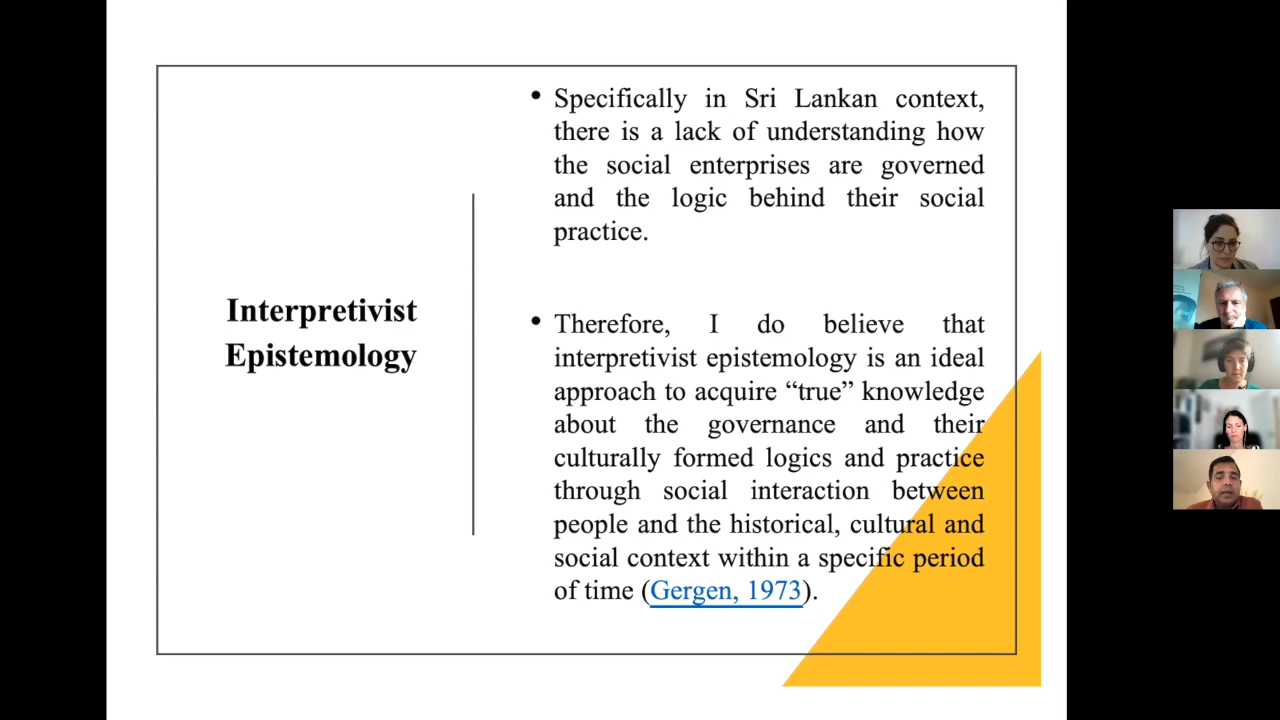 Interpretivist
Epistemology
• Specifically in Sri Lankan context,
there is a lack of understanding how
the social enterprises are governed
and the logic behind their social
practice.
• Therefore, I do believe that
interpretivist epistemology is an ideal
approach to acquire “true” knowledge
about the governance and their
culturally formed logics and practice
through social interaction between
people and the historical, cultural and
social context within a specific period
of time (Gergen, 1973).